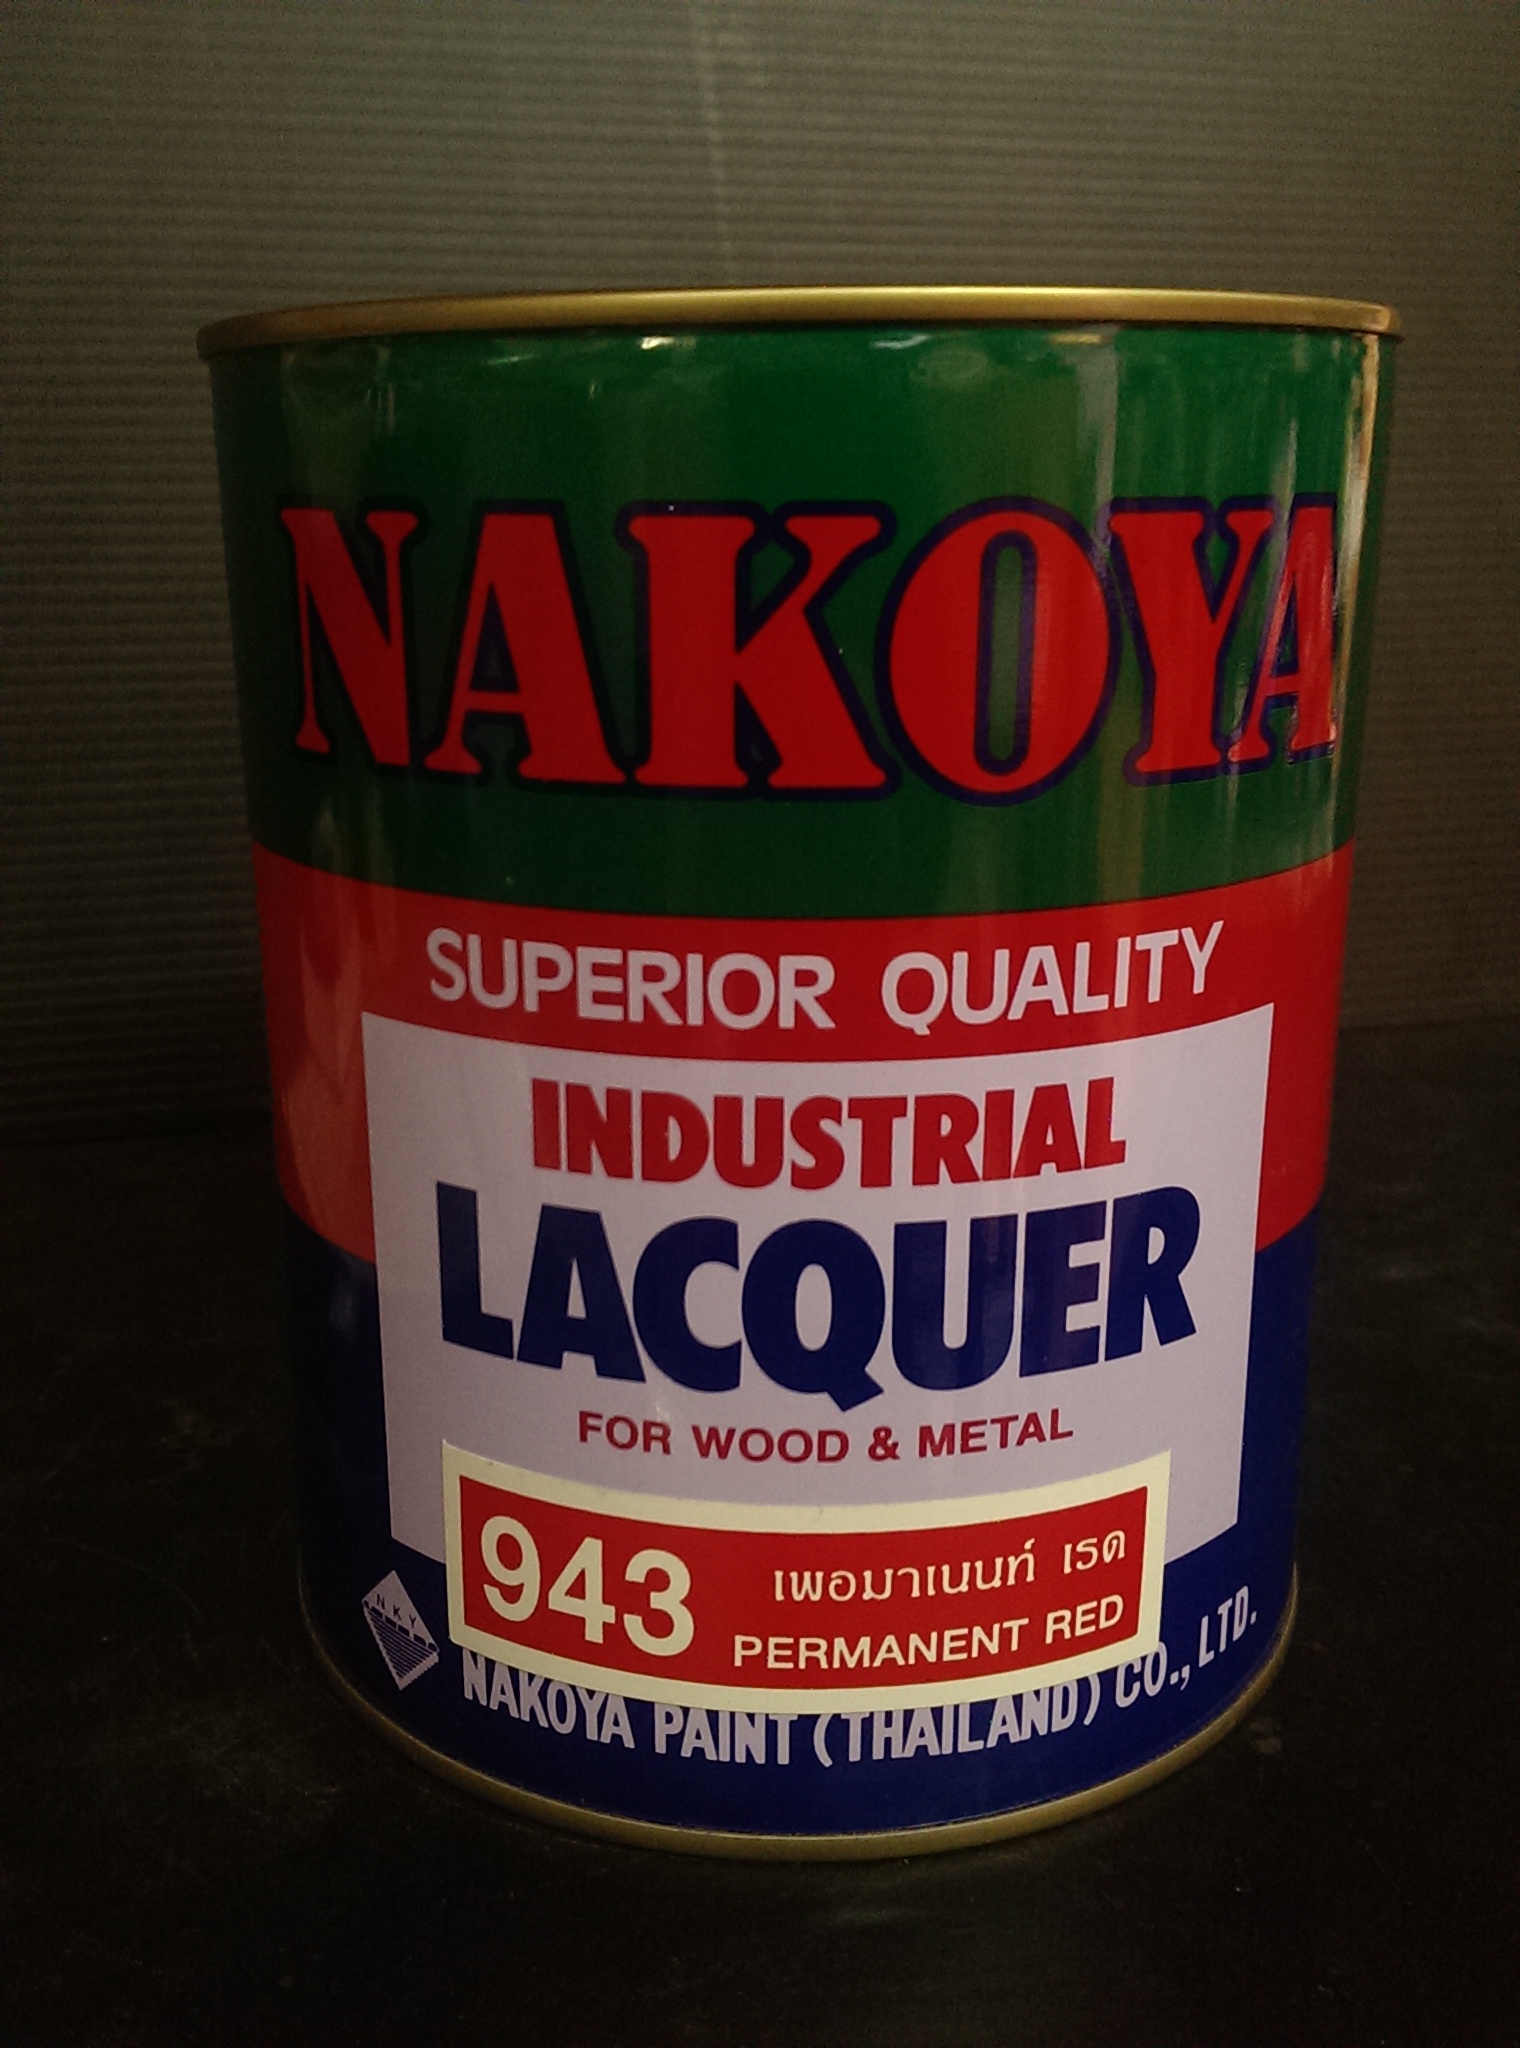 NAKOYA
SUPERIOR QUALITY
INDUSTRIAL
LACQUER
FOR WOOD & METAL
943
เพอมาเนนท์ เรด
PERMANENT RED
NKY
NAKOYA PAINT (THAILAND) CO., LTD.